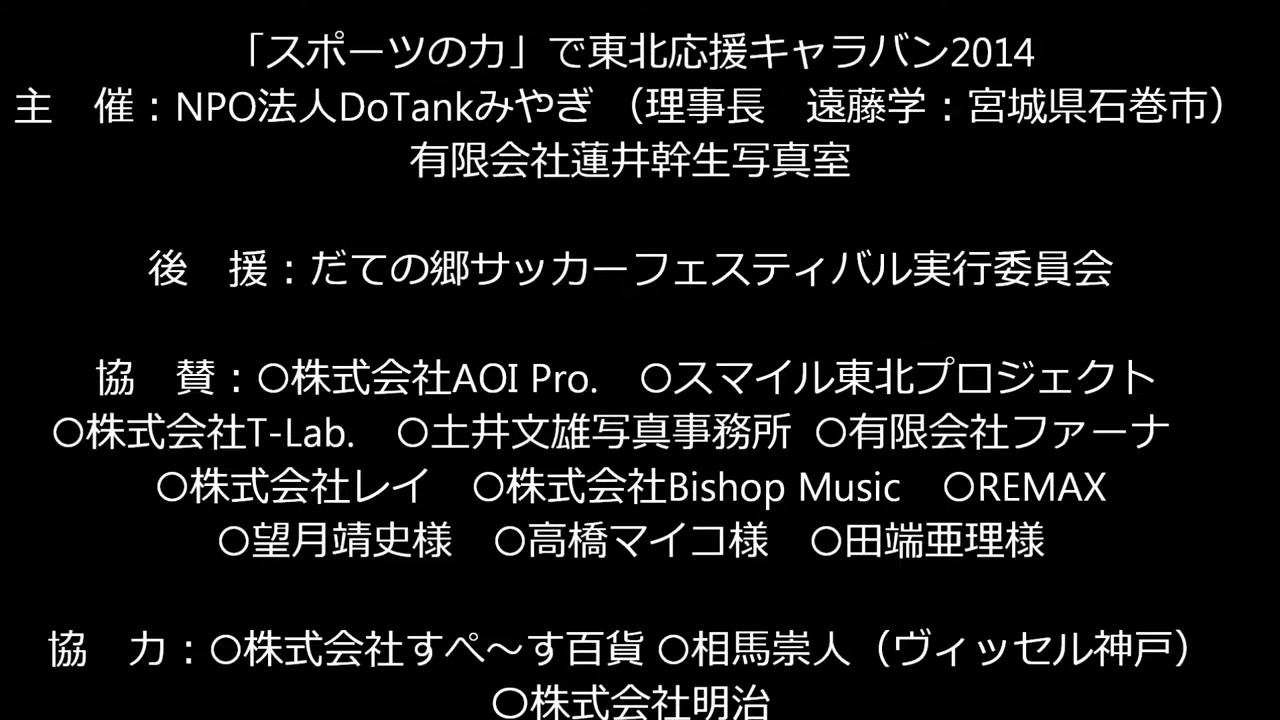 「スポーツの力」で東北応援キャラバン2014
主　催：NPO法人DoTankみやぎ （理事長　遠藤学：宮城県石巻市）
有限会社蓮井幹生写真室
後　援：だての郷サッカーフェスティバル実行委員会
協　賛：○株式会社AOI Pro.　○スマイル東北プロジェクト
○株式会社T-Lab.　○土井文雄写真事務所 ○有限会社ファーナ
○株式会社レイ　○株式会社Bishop Music　○REMAX
○望月靖史様　○高橋マイコ様　○田端亜理様
協　力：○株式会社すぺ～す百貨 ○相馬崇人（ヴィッセル神戸）
○株式会社明治